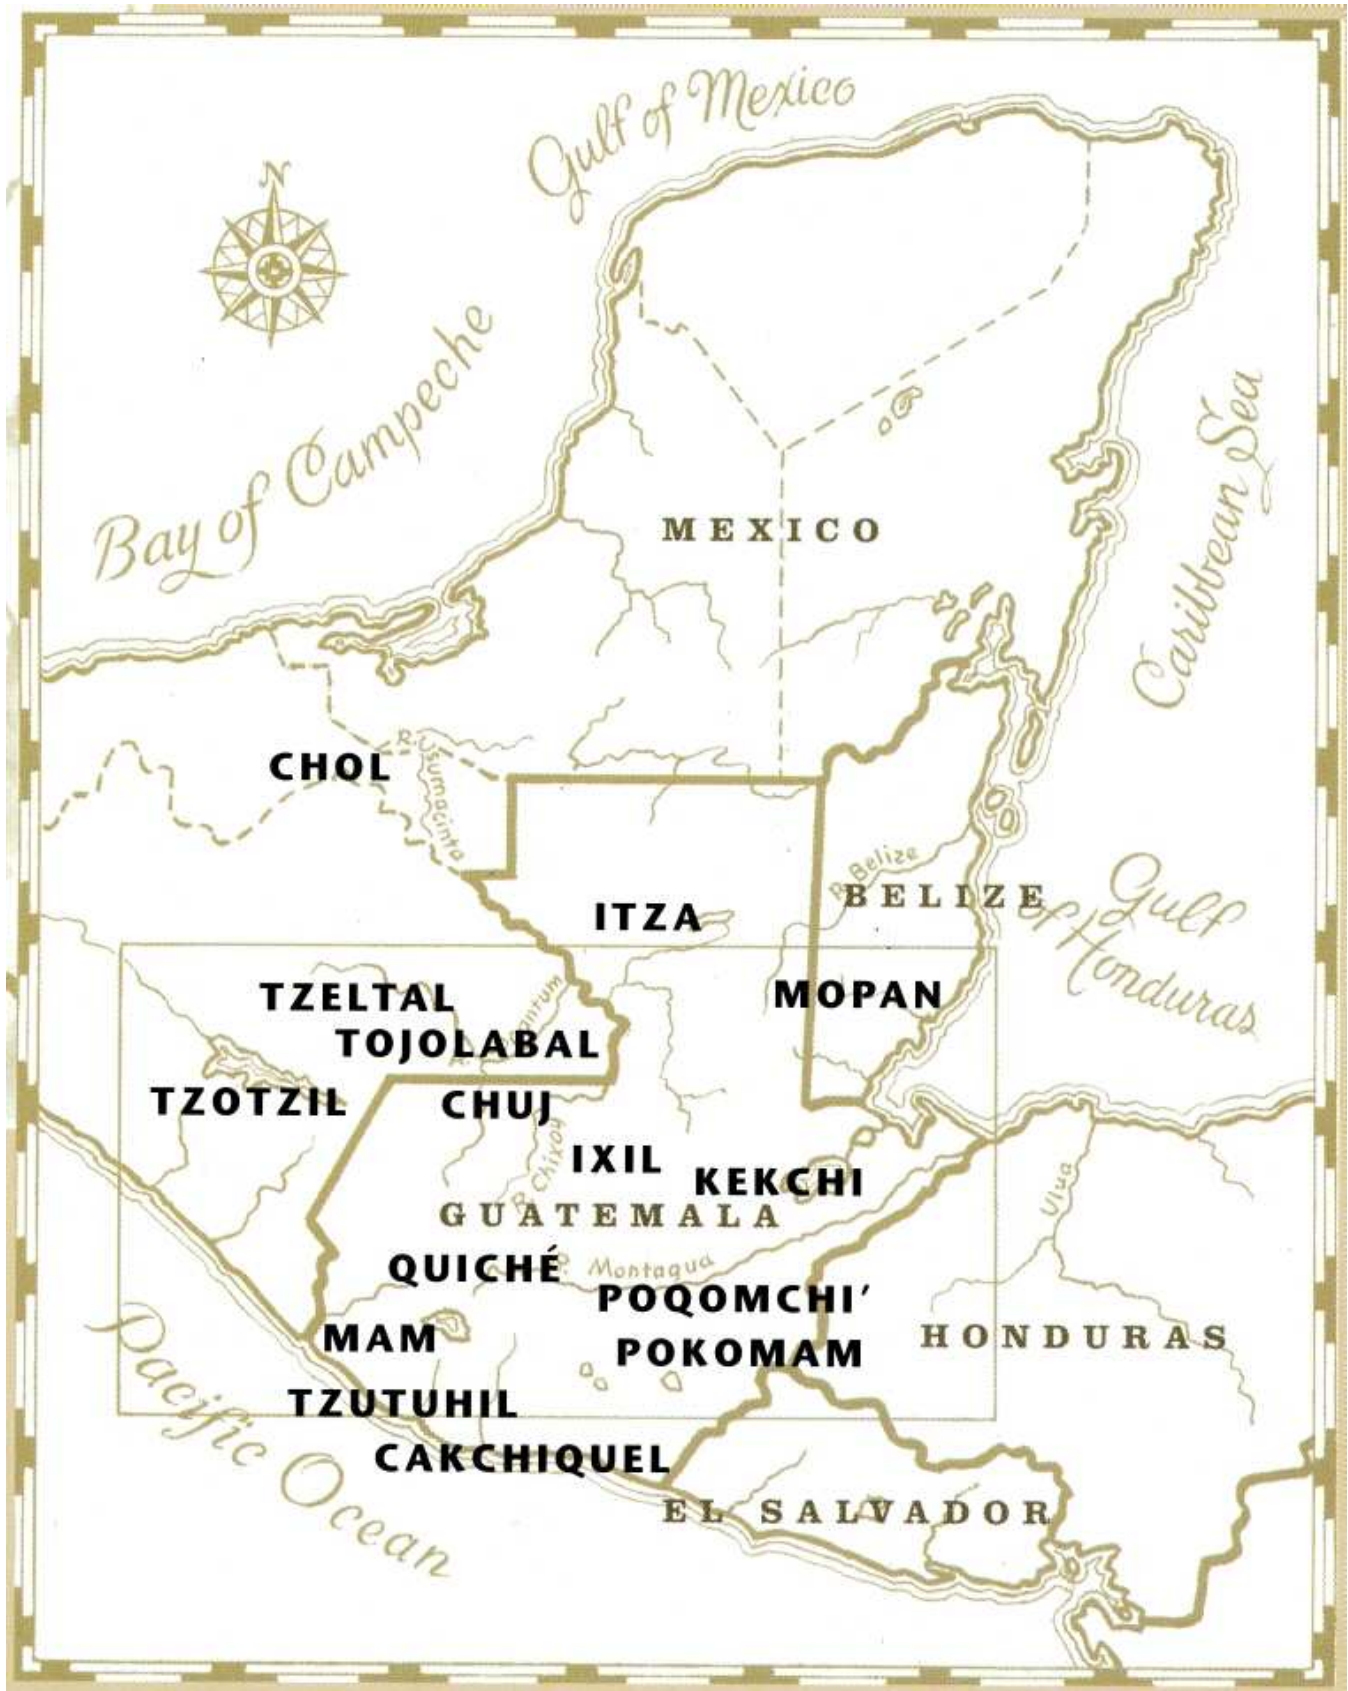 Gulf of Mexico
N
Bay of Campeche
Caribbean Sea
MEXICO
R. Usumacinta
CHOL
R. Belize
BELIZE
Gulf
of Honduras
ITZA
TZELTAL
MOPAN
TOJOLABAL
TZOTZIL
CHUJ
R. Chixoy
IXIL
KEKCHI
Ulua
GUATEMALA
QUICHÉ
R. Montaqua
POQOMCHI′
MAM
POKOMAM
HONDURAS
TZUTUHIL
Pacific Ocean
CAKCHIQUEL
EL SALVADOR